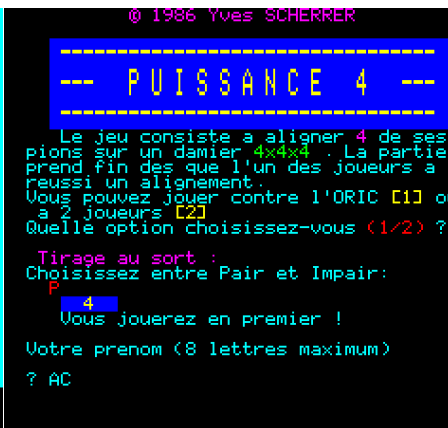 © 1986 Yves SCHERRER
--------------------------------
--- PUISSANCE 4 ---
--------------------------------
Le jeu consiste a aligner 4 de ses
pions sur un damier 4x4x4 . La partie
prend fin des que l'un des joueurs a
reussi un alignement.
Vous pouvez jouer contre l'ORIC [1] ou
a 2 joueurs [2]
Quelle option choisissez-vous (1/2) ?
Tirage au sort :
Choisissez entre Pair et Impair:
P
4
Vous jouerez en premier !
Votre prenom (8 lettres maximum)
? AC